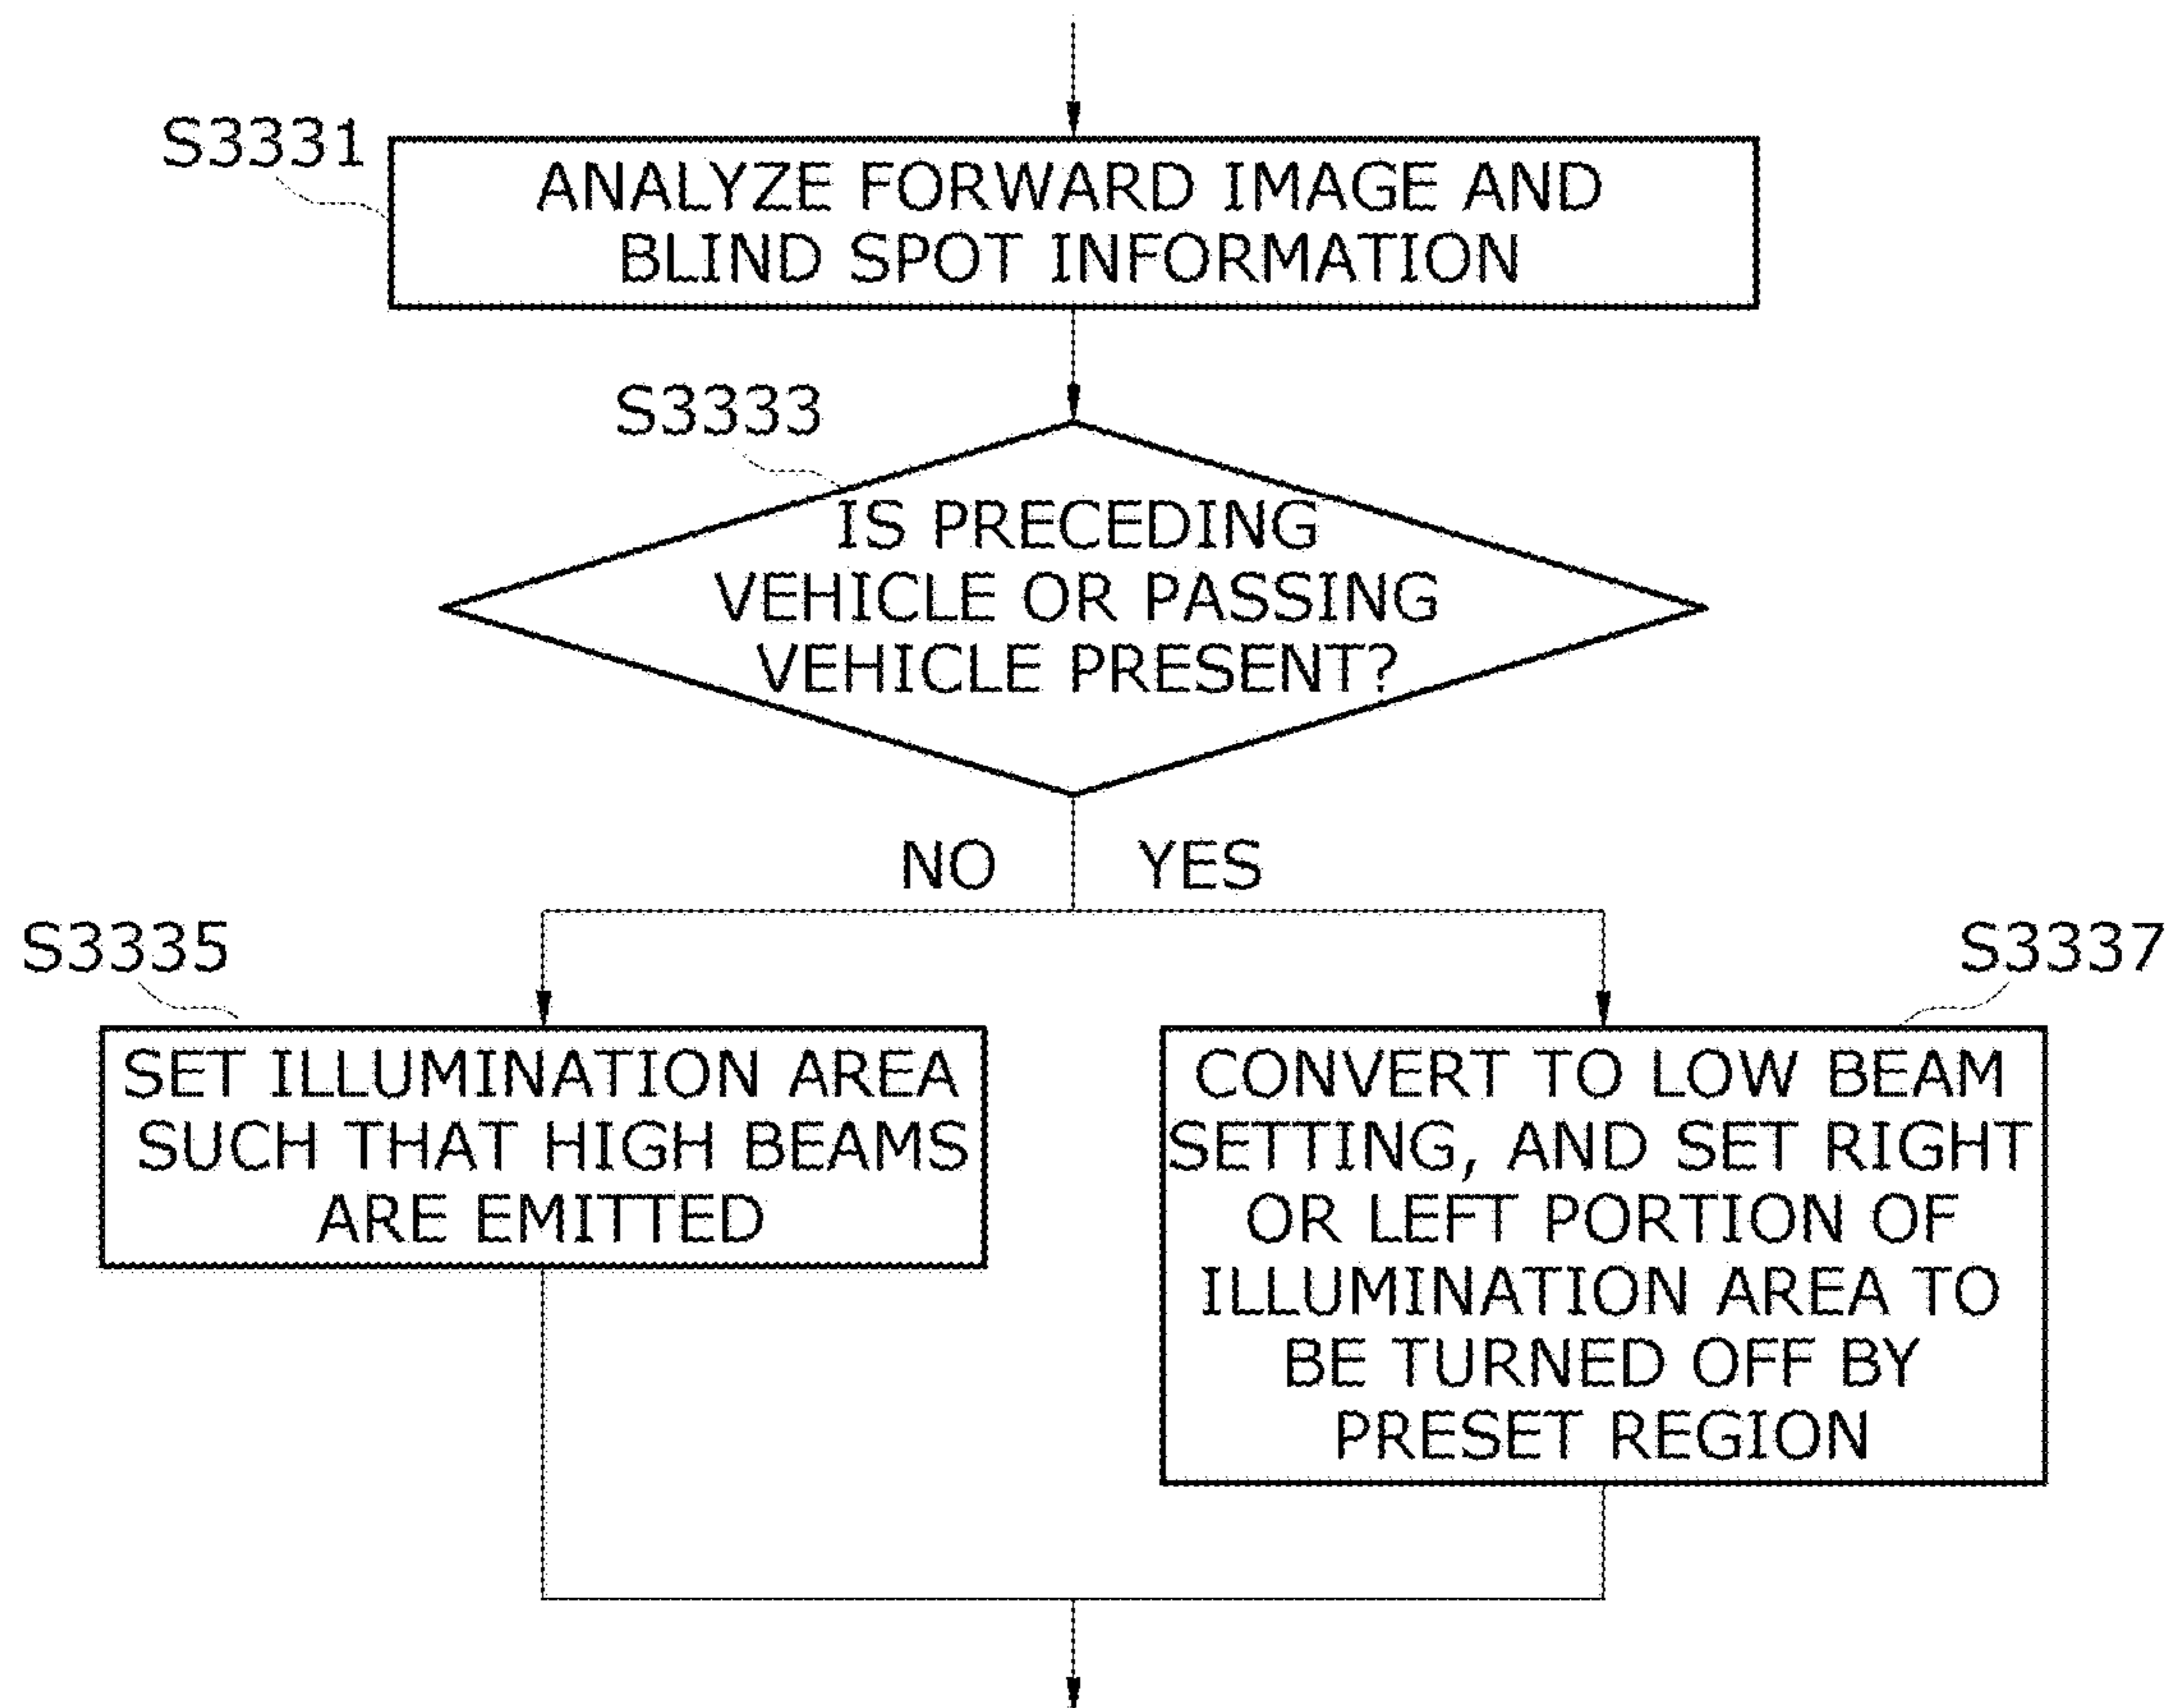 S3331
ANALYZE FORWARD IMAGE AND
BLIND SPOT INFORMATION
S3333
IS PRECEDING
VEHICLE OR PASSING
VEHICLE PRESENT?
NO
YES
S3335
SET ILLUMINATION AREA
SUCH THAT HIGH BEAMS
ARE EMITTED
S3337
CONVERT TO LOW BEAM
SETTING, AND SET RIGHT
OR LEFT PORTION OF
ILLUMINATION AREA TO
BE TURNED OFF BY
PRESET REGION